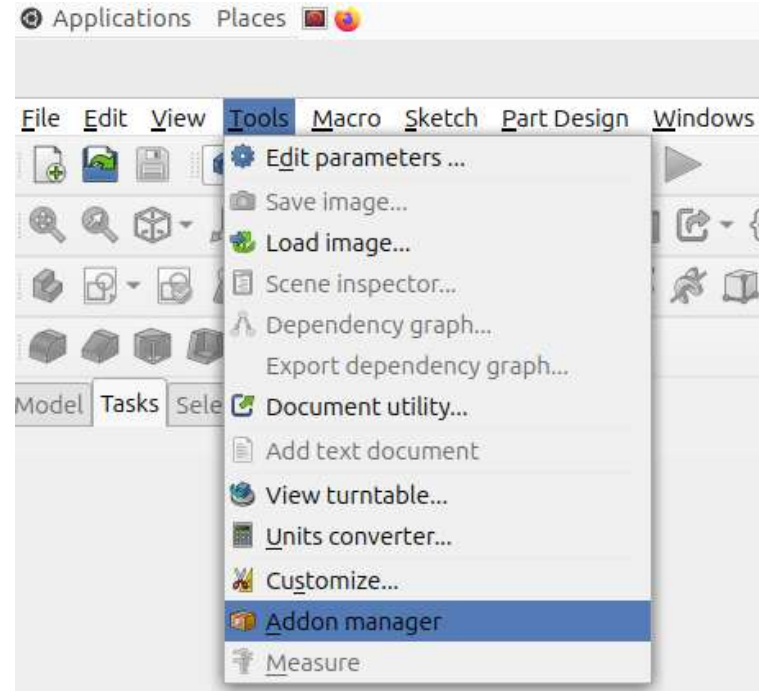 Applications Places
File Edit View Tools Macro Sketch Part Design Windows
Edit parameters ...
Save image...
Load image...
Scene inspector...
Dependency graph...
Export dependency graph...
Document utility...
Add text document
View turntable...
Units converter...
Customize...
Addon manager
Measure
Model Tasks Sele